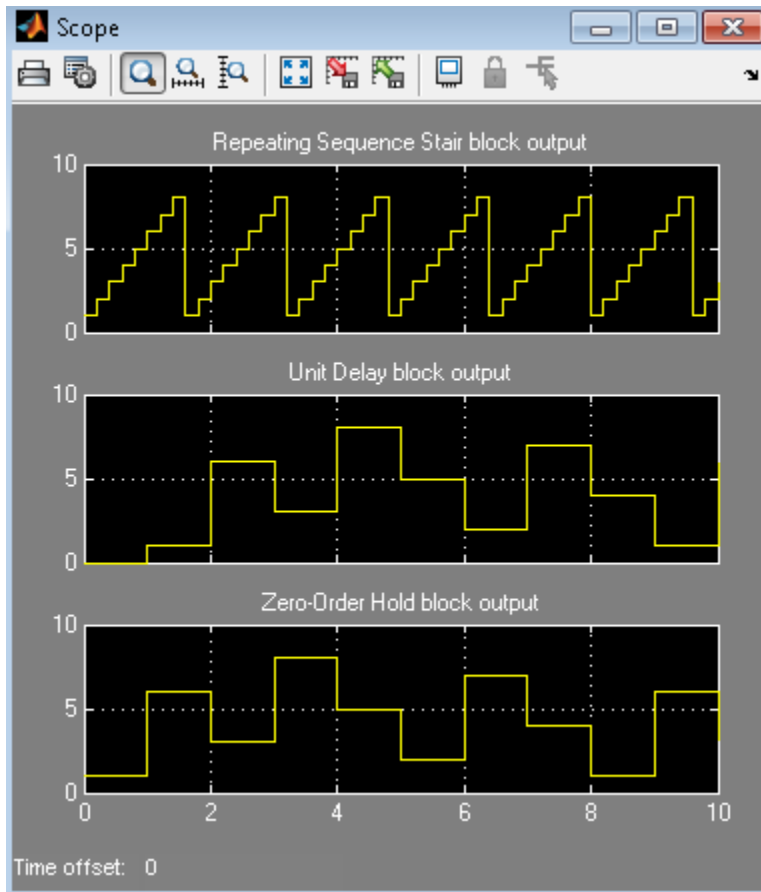 Scope
Repeating Sequence Stair block output
10
5
0
Unit Delay block output
10
5
0
Zero-Order Hold block output
10
5
0
0 2 4 6 8 10
Time offset: 0